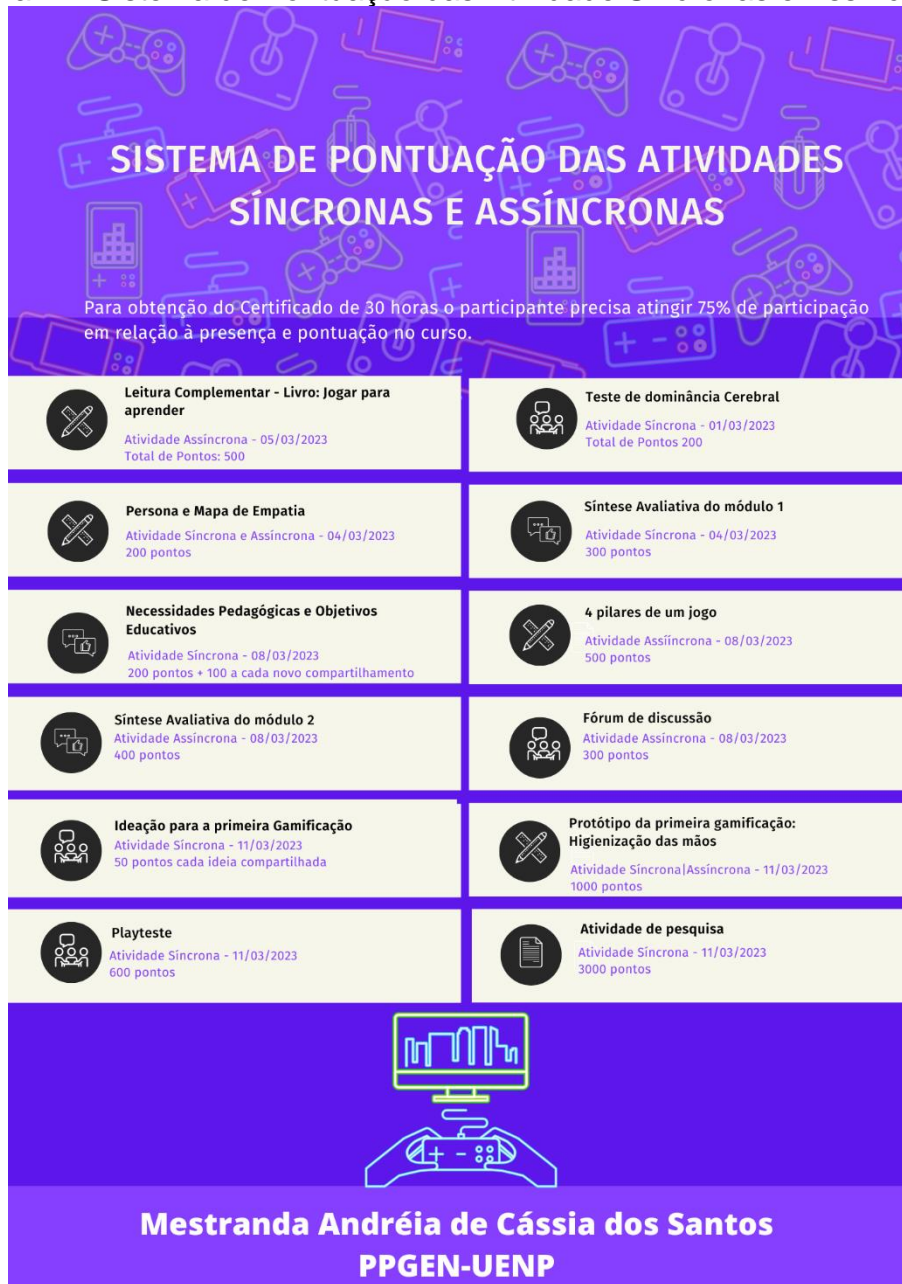 SISTEMA DE PONTUAÇÃO DAS ATIVIDADES
SÍNCRONAS E ASSÍNCRONAS
Para obtenção do Certificado de 30 horas o participante precisa atingir 75% de participação
em relação à presença e pontuação no curso.
Leitura Complementar - Livro: Jogar para
aprender
Atividade Assíncrona - 05/03/2023
Total de Pontos: 500
Teste de dominância Cerebral
Atividade Síncrona - 01/03/2023
Total de Pontos 200
Persona e Mapa de Empatia
Atividade Síncrona e Assíncrona - 04/03/2023
200 pontos
Síntese Avaliativa do módulo 1
Atividade Síncrona - 04/03/2023
300 pontos
Necessidades Pedagógicas e Objetivos
Educativos
Atividade Síncrona - 08/03/2023
200 pontos + 100 a cada novo compartilhamento
4 pilares de um jogo
Atividade Assiíncrona - 08/03/2023
500 pontos
Síntese Avaliativa do módulo 2
Atividade Assíncrona - 08/03/2023
400 pontos
Fórum de discussão
Atividade Assíncrona - 08/03/2023
300 pontos
Ideação para a primeira Gamificação
Atividade Síncrona - 11/03/2023
50 pontos cada ideia compartilhada
Protótipo da primeira gamificação:
Higienização das mãos
Atividade Síncrona|Assíncrona - 11/03/2023
1000 pontos
Playteste
Atividade Síncrona - 11/03/2023
600 pontos
Atividade de pesquisa
Atividade Síncrona - 11/03/2023
3000 pontos
Mestranda Andréia de Cássia dos Santos
PPGEN-UENP